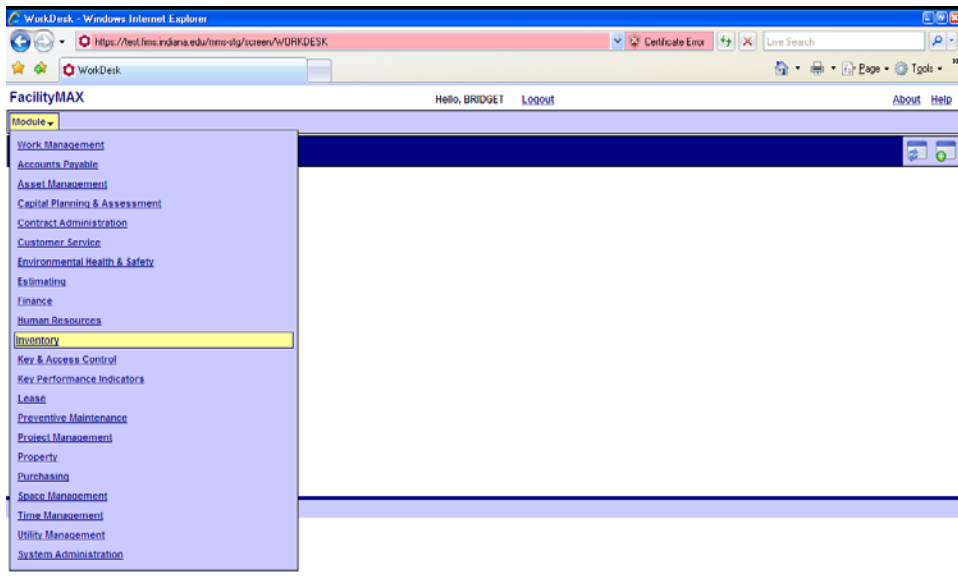 WorkDesk - Windows Internet Explorer
https://test.fims.indiana.edu/mms-stg/screen/WORKDESK
Certificate Error
Live Search
WorkDesk
Page
Tools
FacilityMAX
Hello, BRIDGET
Logout
About
Help
Module
Work Management
Accounts Payable
Asset Management
Capital Planning & Assessment
Contract Administration
Customer Service
Environmental Health & Safety
Estimating
Finance
Human Resources
Inventory
Key & Access Control
Key Performance Indicators
Lease
Preventive Maintenance
Project Management
Property
Purchasing
Space Management
Time Management
Utility Management
System Administration